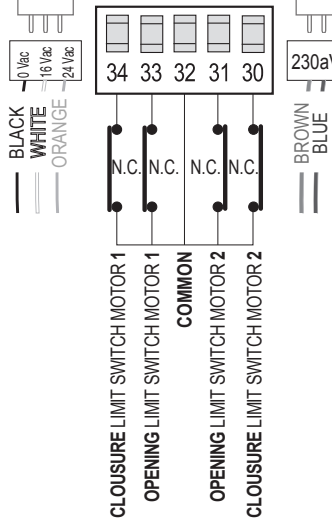 0 Vac
16 Vac
24 Vac
BLACK
WHITE
ORANGE
34 33 32 31 30
230aV
BROWN
BLUE
N.C. N.C. N.C. N.C.
CLOUSURE LIMIT SWITCH MOTOR 1
OPENING LIMIT SWITCH MOTOR 1
COMMON
OPENING LIMIT SWITCH MOTOR 2
CLOUSURE LIMIT SWITCH MOTOR 2